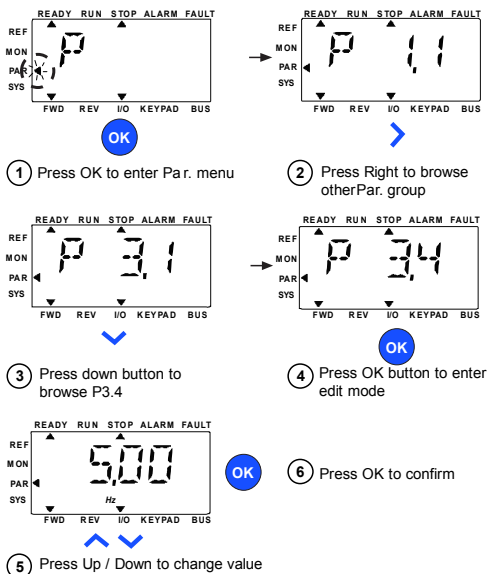 READY RUN STOP ALARM FAULT
REF
MON
PAR
SYS
P
FWD REV I/O KEYPAD BUS
OK
1 Press OK to enter Par. menu
READY RUN STOP ALARM FAULT
REF
MON
PAR
SYS
P 1.1
FWD REV I/O KEYPAD BUS
2 Press Right to browse
otherPar. group
READY RUN STOP ALARM FAULT
REF
MON
PAR
SYS
P 3.1
FWD REV I/O KEYPAD BUS
3 Press down button to
browse P3.4
READY RUN STOP ALARM FAULT
REF
MON
PAR
SYS
P 3.4
FWD REV I/O KEYPAD BUS
OK
4 Press OK button to enter
edit mode
READY RUN STOP ALARM FAULT
REF
MON
PAR
SYS
5.00
Hz
FWD REV I/O KEYPAD BUS
5 Press Up / Down to change value
OK
6 Press OK to confirm